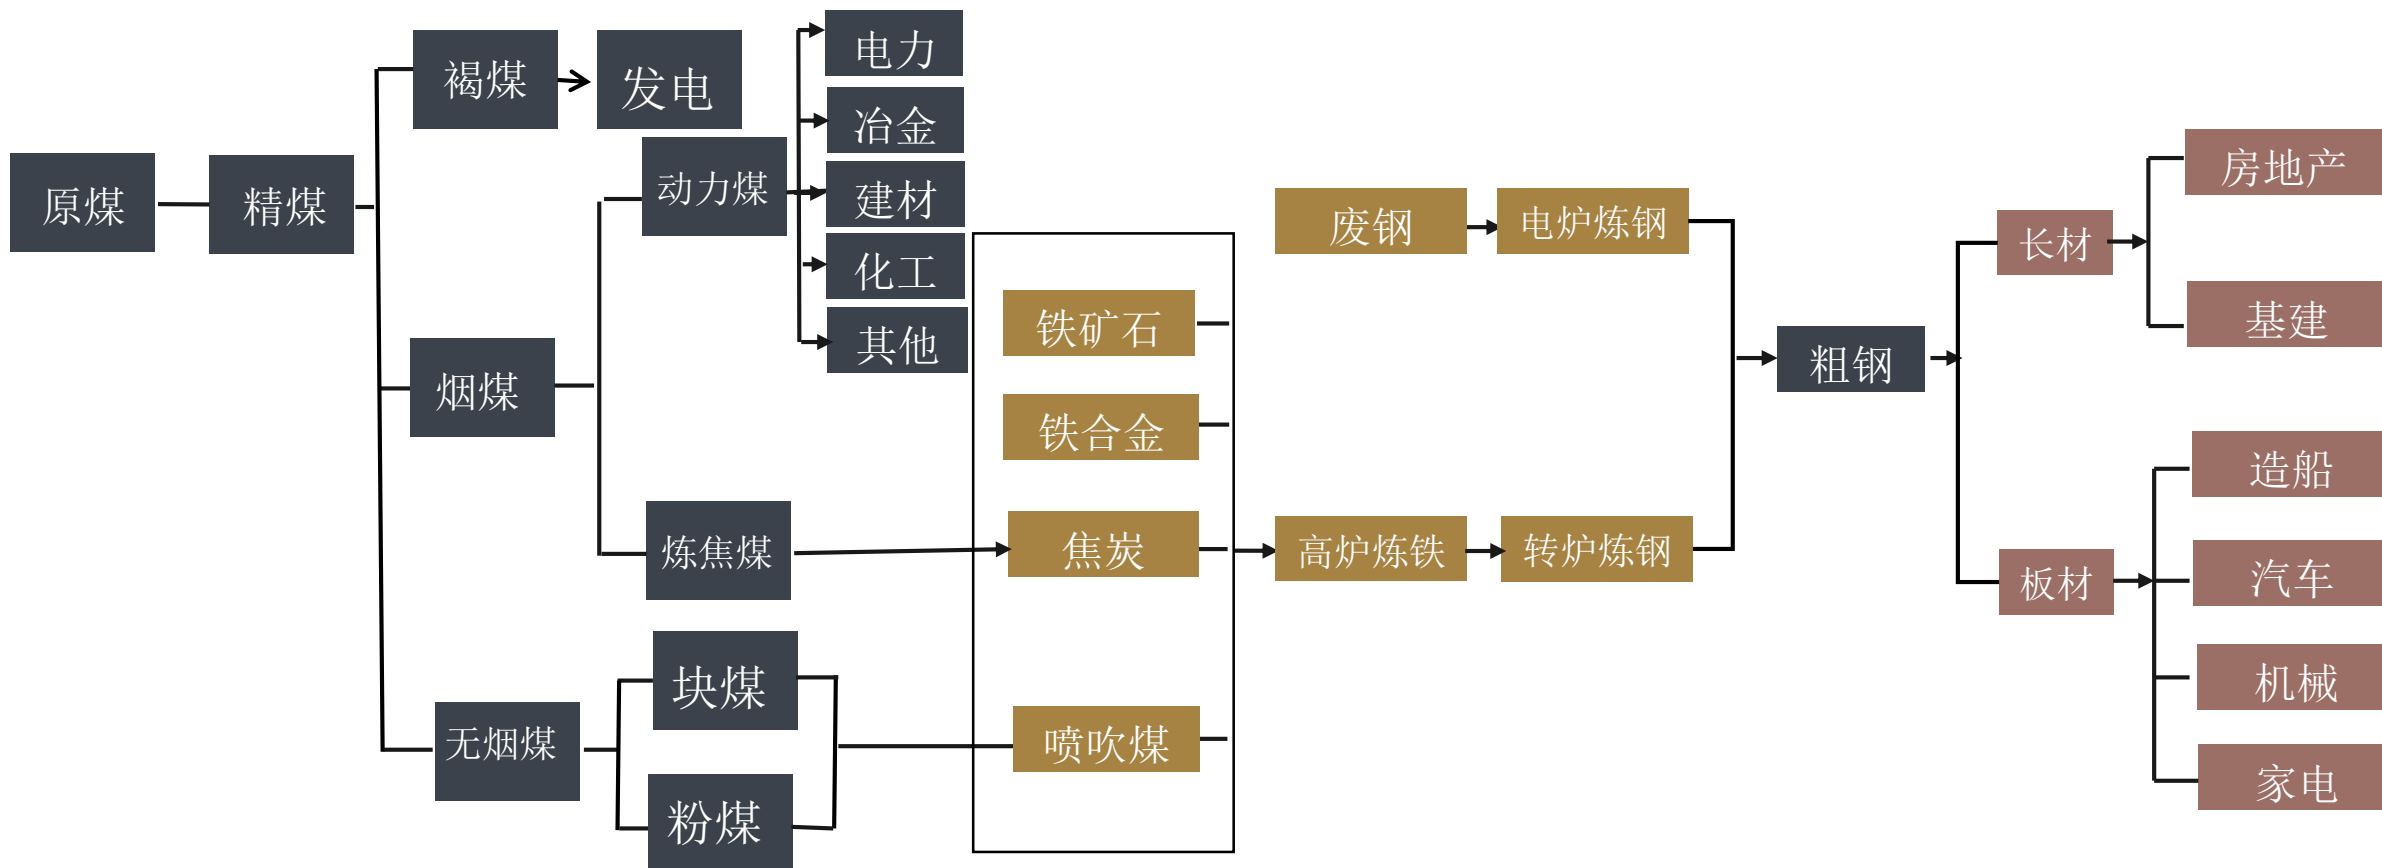 原煤
精煤
褐煤
发电
烟煤
无烟煤
动力煤
炼焦煤
块煤
粉煤
电力
冶金
建材
化工
其他
铁矿石
铁合金
焦炭
喷吹煤
废钢
电炉炼钢
高炉炼铁
转炉炼钢
粗钢
长材
板材
房地产
基建
造船
汽车
机械
家电